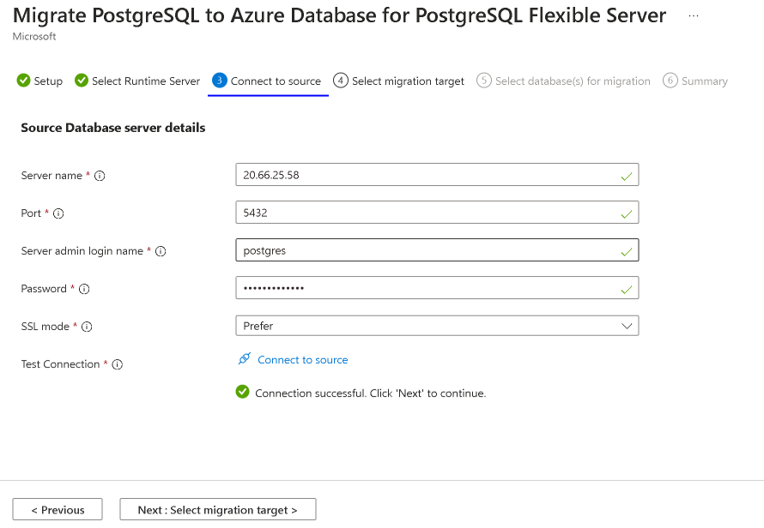 Migrate PostgreSQL to Azure Database for PostgreSQL Flexible Server ...
Microsoft
Setup Select Runtime Server 3 Connect to source 4 Select migration target 5 Select database(s) for migration 6 Summary
Source Database server details
Server name * 20.66.25.58
Port * 5432
Server admin login name * postgres
Password * •••••••••••••
SSL mode * Prefer
Test Connection * Connect to source
Connection successful. Click 'Next' to continue.
< Previous Next : Select migration target >